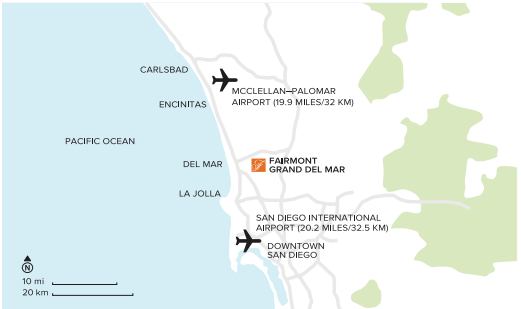 CARLSBAD
MCCLELLAN–PALOMAR
AIRPORT (19.9 MILES/32 KM)
ENCINITAS
PACIFIC OCEAN
DEL MAR
FAIRMONT
GRAND DEL MAR
LA JOLLA
SAN DIEGO INTERNATIONAL
AIRPORT (20.2 MILES/32.5 KM)
DOWNTOWN
SAN DIEGO
N
10 mi
20 km